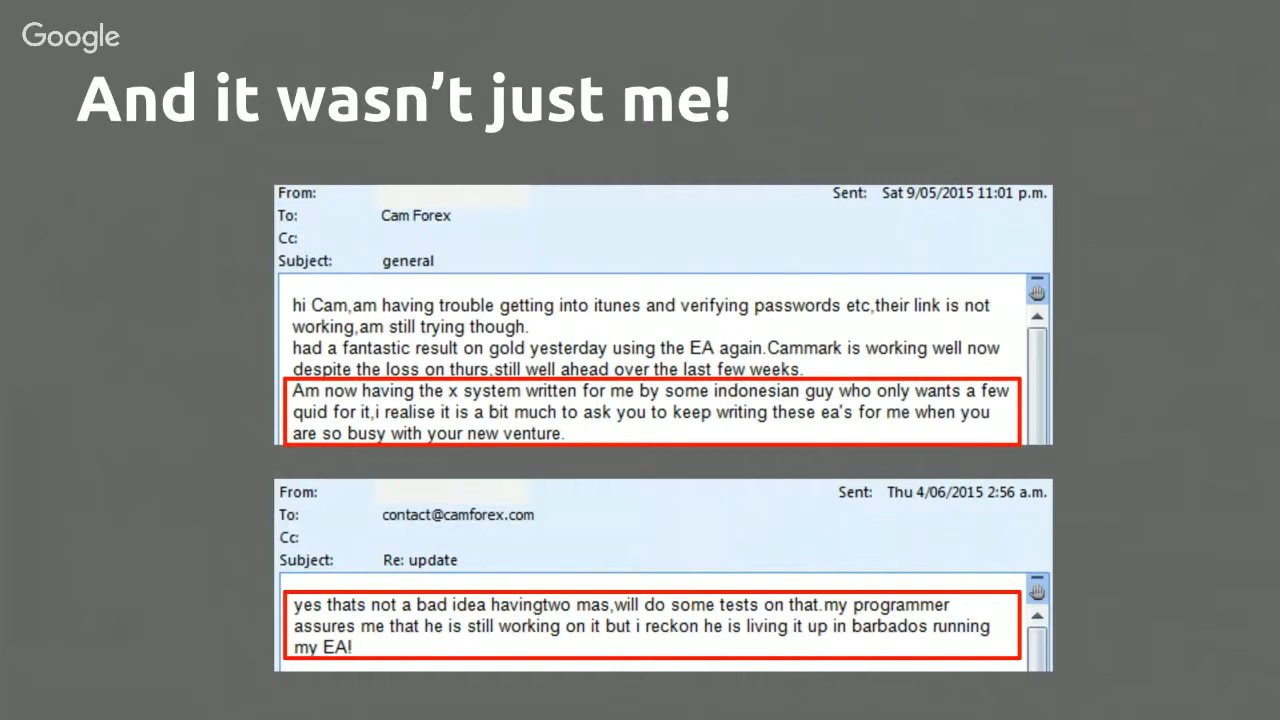 Google
And it wasn't just me!
From: Sent: Sat 9/05/2015 11:01 p.m.
To: Cam Forex
Cc:
Subject: general
hi Cam,am having trouble getting into itunes and verifying passwords etc,their link is not
working,am still trying though.
had a fantastic result on gold yesterday using the EA again.Cammark is working well now
despite the loss on thurs,still well ahead over the last few weeks.
Am now having the x system written for me by some indonesian guy who only wants a few
quid for it,i realise it is a bit much to ask you to keep writing these ea's for me when you
are so busy with your new venture.
From: Sent: Thu 4/06/2015 2:56 a.m.
To: contact@camforex.com
Cc:
Subject: Re: update
yes thats not a bad idea havingtwo mas,will do some tests on that.my programmer
assures me that he is still working on it but i reckon he is living it up in barbados running
my EA!